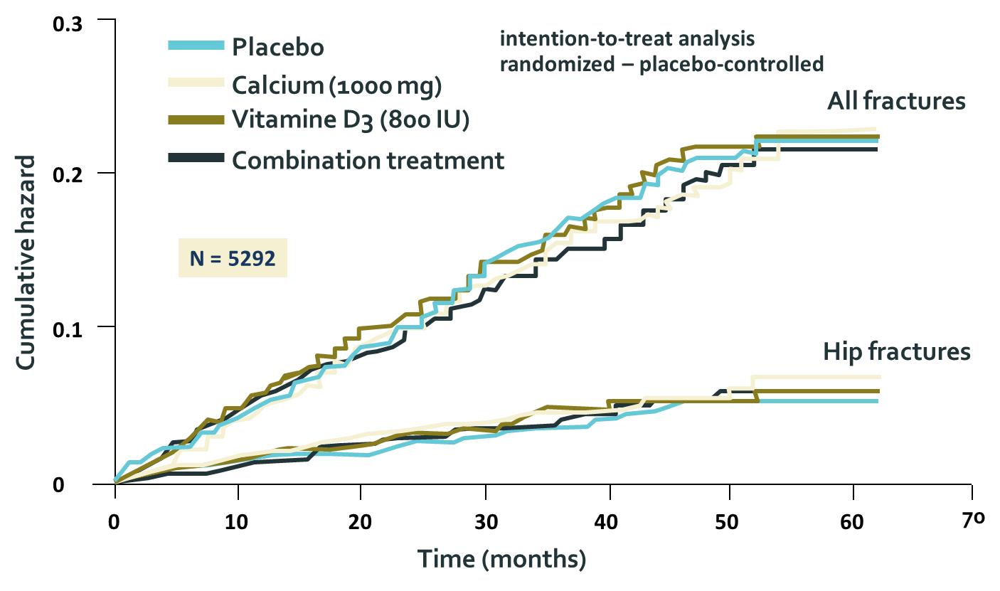 0.3
0.2
0.1
0
Cumulative hazard
Placebo
Calcium (1000 mg)
Vitamine D3 (800 IU)
Combination treatment
intention-to-treat analysis
randomized – placebo-controlled
All fractures
N = 5292
Hip fractures
0 10 20 30 40 50 60 7º
Time (months)